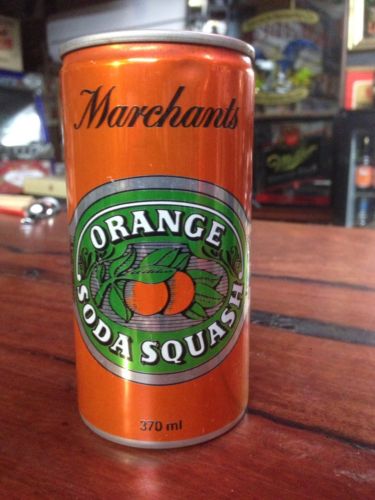 Marchants
ORANGE
SODA SQUASH
370 ml